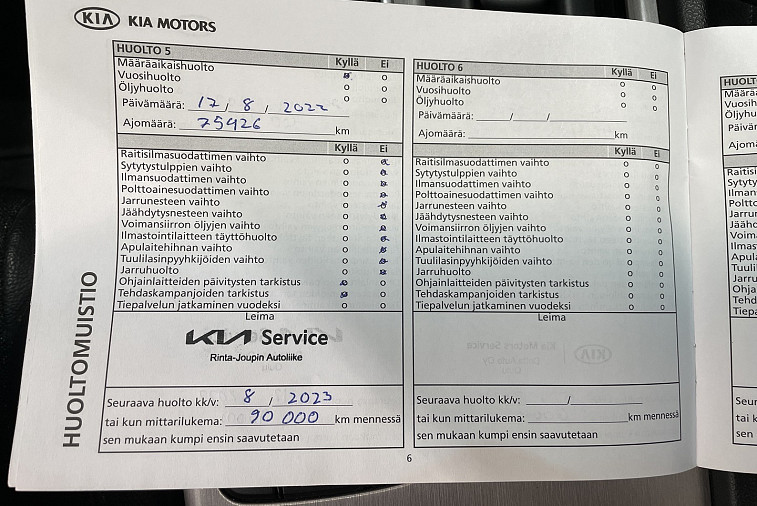 KIA KIA MOTORS
HUOLTOMUISTIO
HUOLTO 5
Kyllä Ei
Määräaikaishuolto
Vuosihuolto
Öljyhuolto
Päivämäärä: 17/8/2022
Ajomäärä: 75926 km
Kyllä Ei
Raitisilmasuodattimen vaihto
Sytytystulppien vaihto
Ilmansuodattimen vaihto
Polttoainesuodattimen vaihto
Jarrunesteen vaihto
Jäähdytysnesteen vaihto
Voimansiirron öljyjen vaihto
Ilmastointilaitteen täyttöhuolto
Apulaitehihnan vaihto
Tuulilasinpyyhkijöiden vaihto
Jarruhuolto
Ohjainlaitteiden päivitysten tarkistus
Tehdaskampanjoiden tarkistus
Tiepalvelun jatkaminen vuodeksi
Leima
KIA Service
Rinta-Joupin Autoliike
Seuraava huolto kk/v: 8/2023
tai kun mittarilukema: 90 000 km mennessä
sen mukaan kumpi ensin saavutetaan
HUOLTO 6
Kyllä Ei
Määräaikaishuolto
Vuosihuolto
Öljyhuolto
Päivämäärä: / /
Ajomäärä: km
Kyllä Ei
Raitisilmasuodattimen vaihto
Sytytystulppien vaihto
Ilmansuodattimen vaihto
Polttoainesuodattimen vaihto
Jarrunesteen vaihto
Jäähdytysnesteen vaihto
Voimansiirron öljyjen vaihto
Ilmastointilaitteen täyttöhuolto
Apulaitehihnan vaihto
Tuulilasinpyyhkijöiden vaihto
Jarruhuolto
Ohjainlaitteiden päivitysten tarkistus
Tehdaskampanjoiden tarkistus
Tiepalvelun jatkaminen vuodeksi
Leima
Seuraava huolto kk/v: /
tai kun mittarilukema: km mennessä
sen mukaan kumpi ensin saavutetaan
6